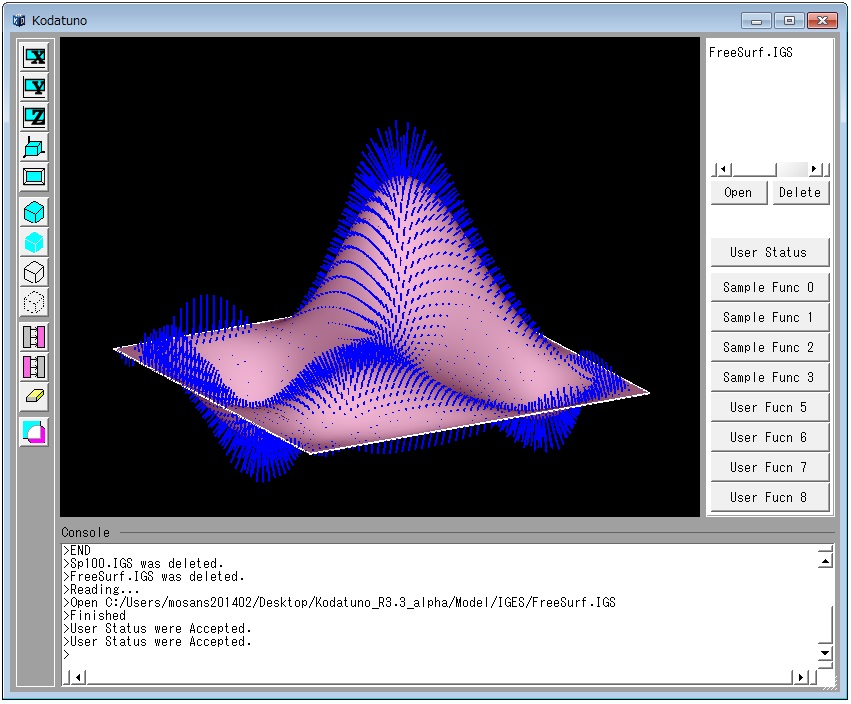 Kodatuno
X
Y
Z
FreeSurf.IGS
Open Delete
User Status
Sample Func 0
Sample Func 1
Sample Func 2
Sample Func 3
User Fucn 5
User Fucn 6
User Fucn 7
User Fucn 8
Console
>END
>Sp100.IGS was deleted.
>FreeSurf.IGS was deleted.
>Reading...
>Open C:/Users/mosans201402/Desktop/Kodatuno_R3.3_alpha/Model/IGES/FreeSurf.IGS
>Finished
>User Status were Accepted.
>User Status were Accepted.
>